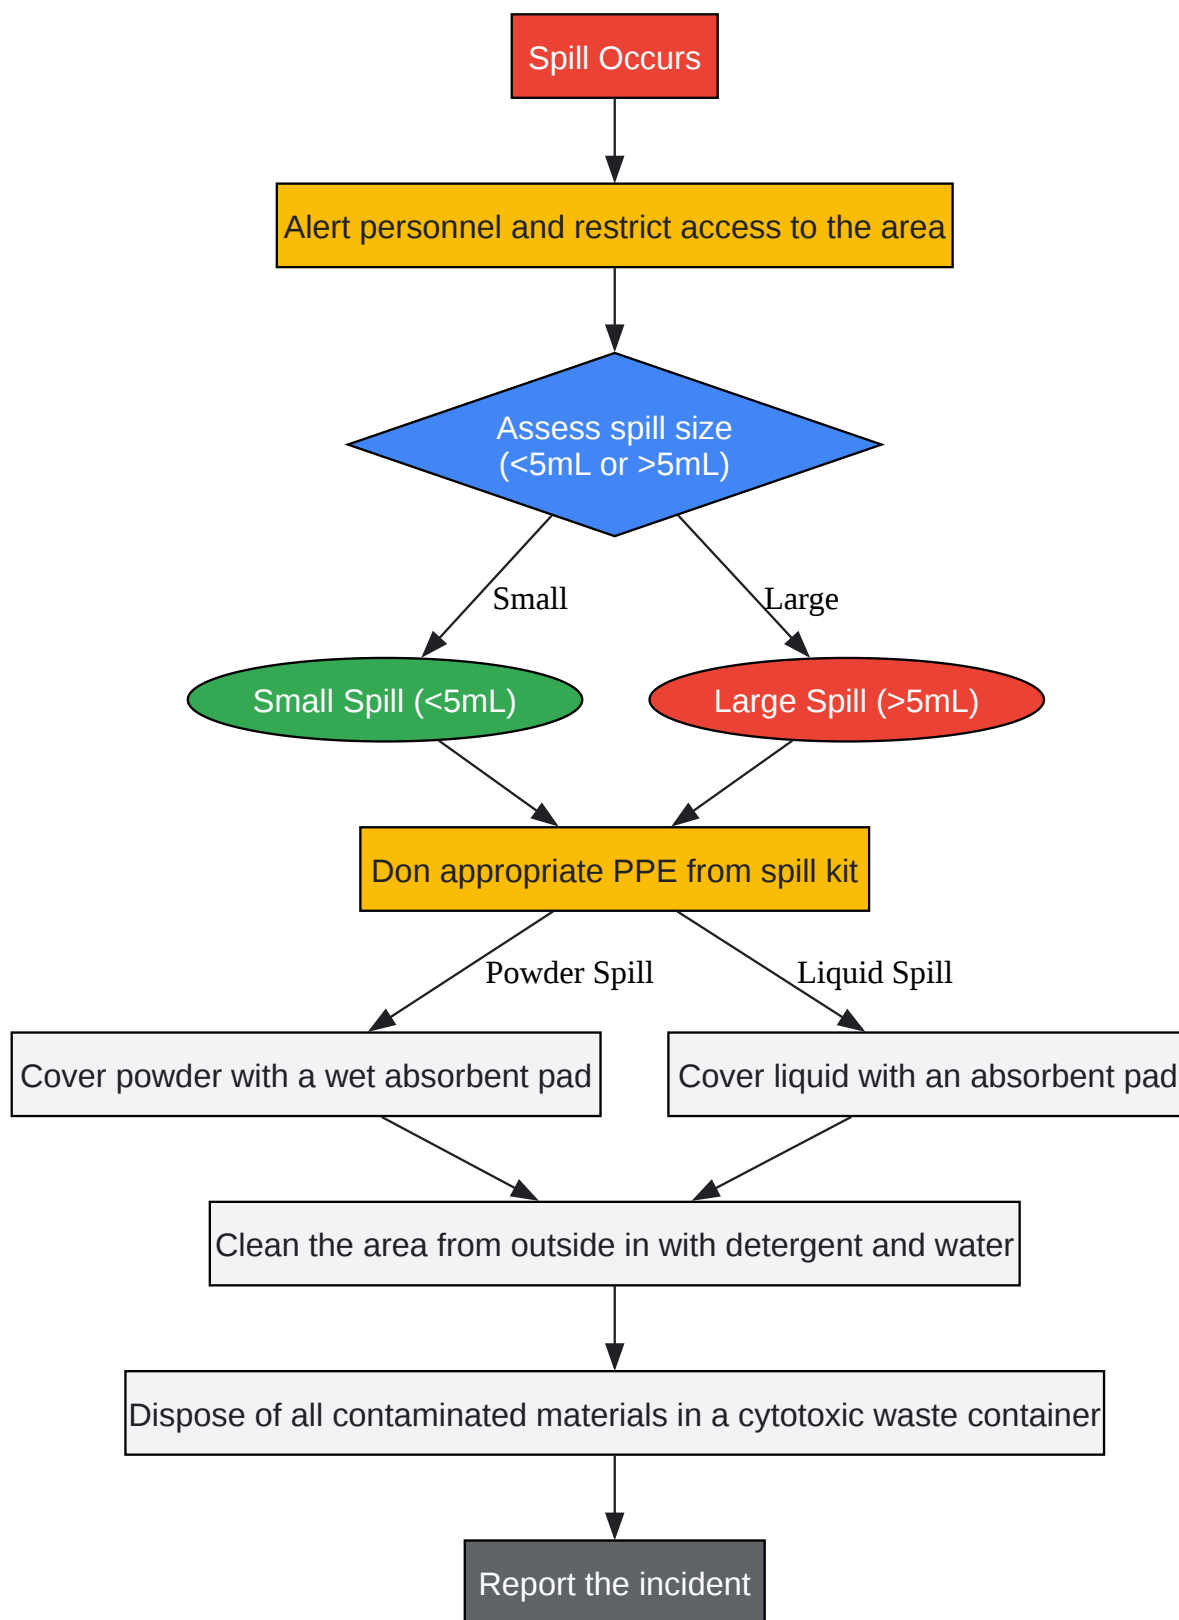 Spill Occurs
Alert personnel and restrict access to the area
Assess spill size
(<5mL or >5mL)
Small
Large
Small Spill (<5mL)
Large Spill (>5mL)
Don appropriate PPE from spill kit
Powder Spill
Liquid Spill
Cover powder with a wet absorbent pad
Cover liquid with an absorbent pad
Clean the area from outside in with detergent and water
Dispose of all contaminated materials in a cytotoxic waste container
Report the incident